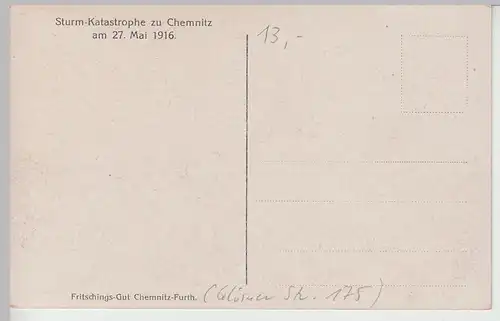 Sturm-Katastrophe zu Chemnitz
am 27. Mai 1916.
13,-
Fritschings-Gut Chemnitz-Furth. (Glösaer Str. 175)